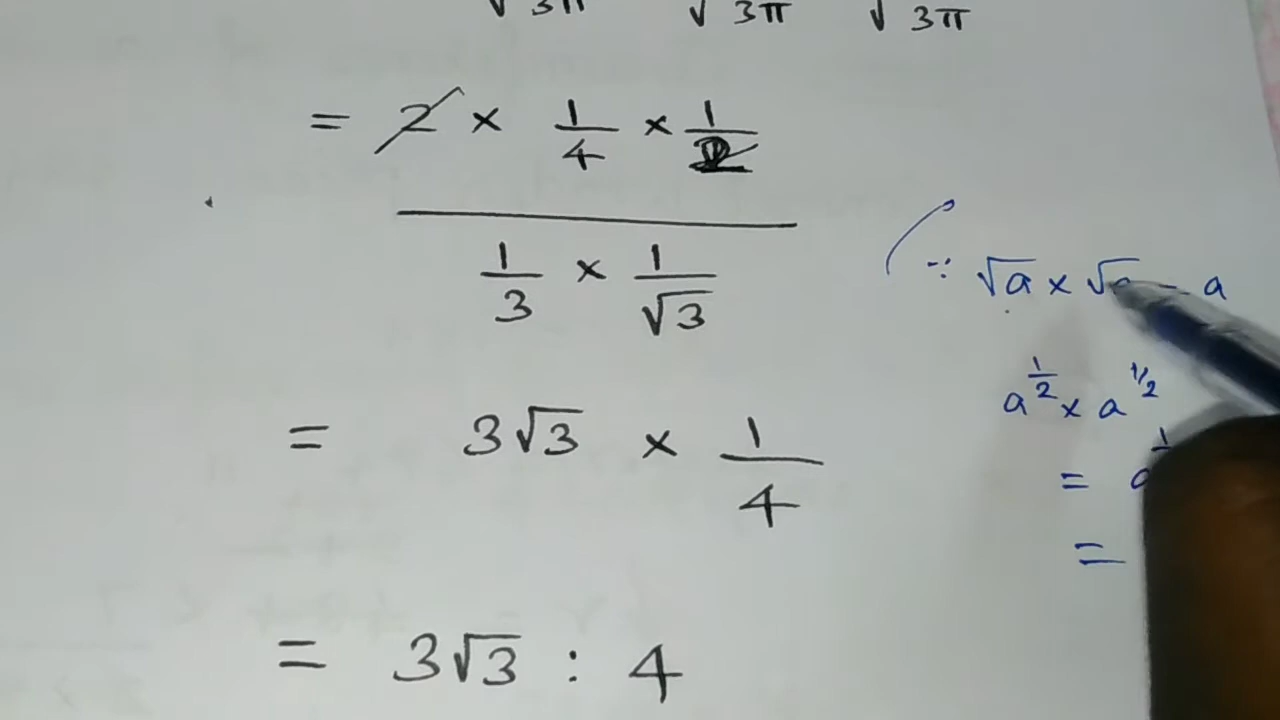 √3π √3π √3π
= 2 × 1/4 × 1/2
1/3 × 1/√3
∵ √a × √a = a
a^1/2 × a^1/2
= 3√3 × 1/4
=
=
= 3√3 : 4